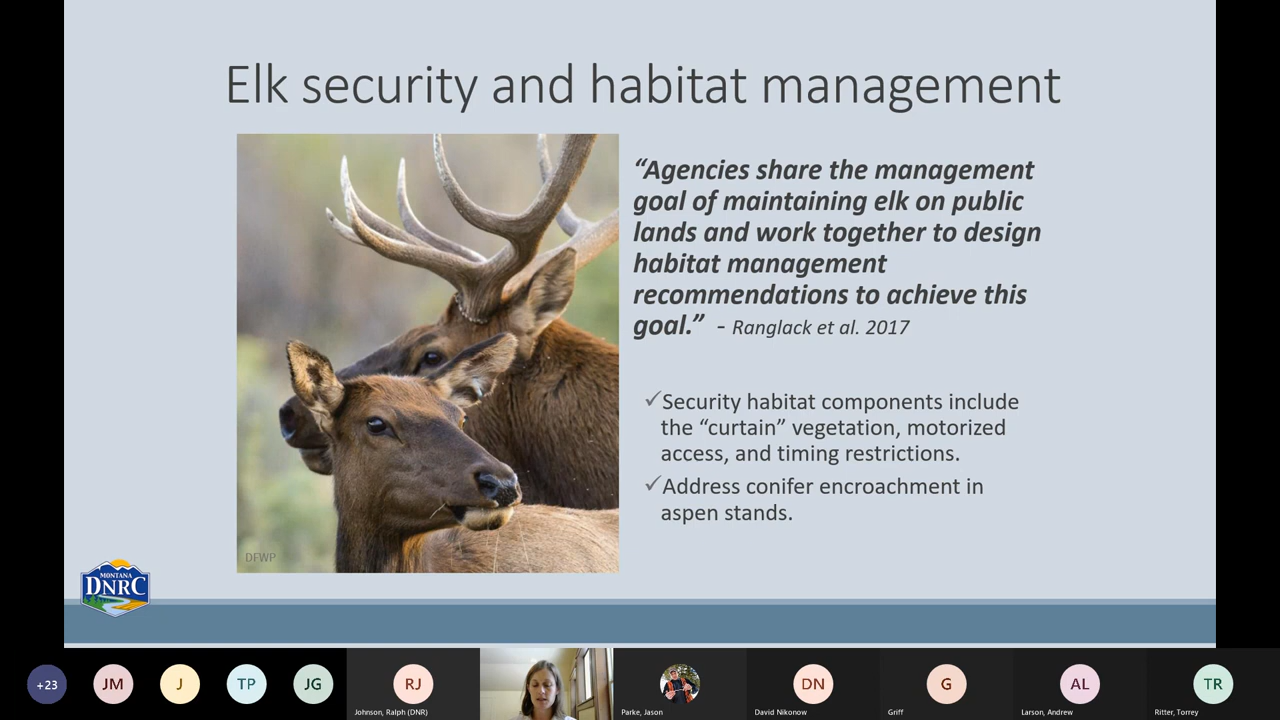 Elk security and habitat management
“Agencies share the management
goal of maintaining elk on public
lands and work together to design
habitat management
recommendations to achieve this
goal.” - Ranglack et al. 2017
✓Security habitat components include
the “curtain” vegetation, motorized
access, and timing restrictions.
✓Address conifer encroachment in
aspen stands.
DFWP
MONTANA
DNRC
+23
JM
J
TP
JG
RJ
DN
G
AL
TR
Johnson, Ralph (DNR)
Parke, Jason
David Nikonow
Griff
Larson, Andrew
Ritter, Torrey